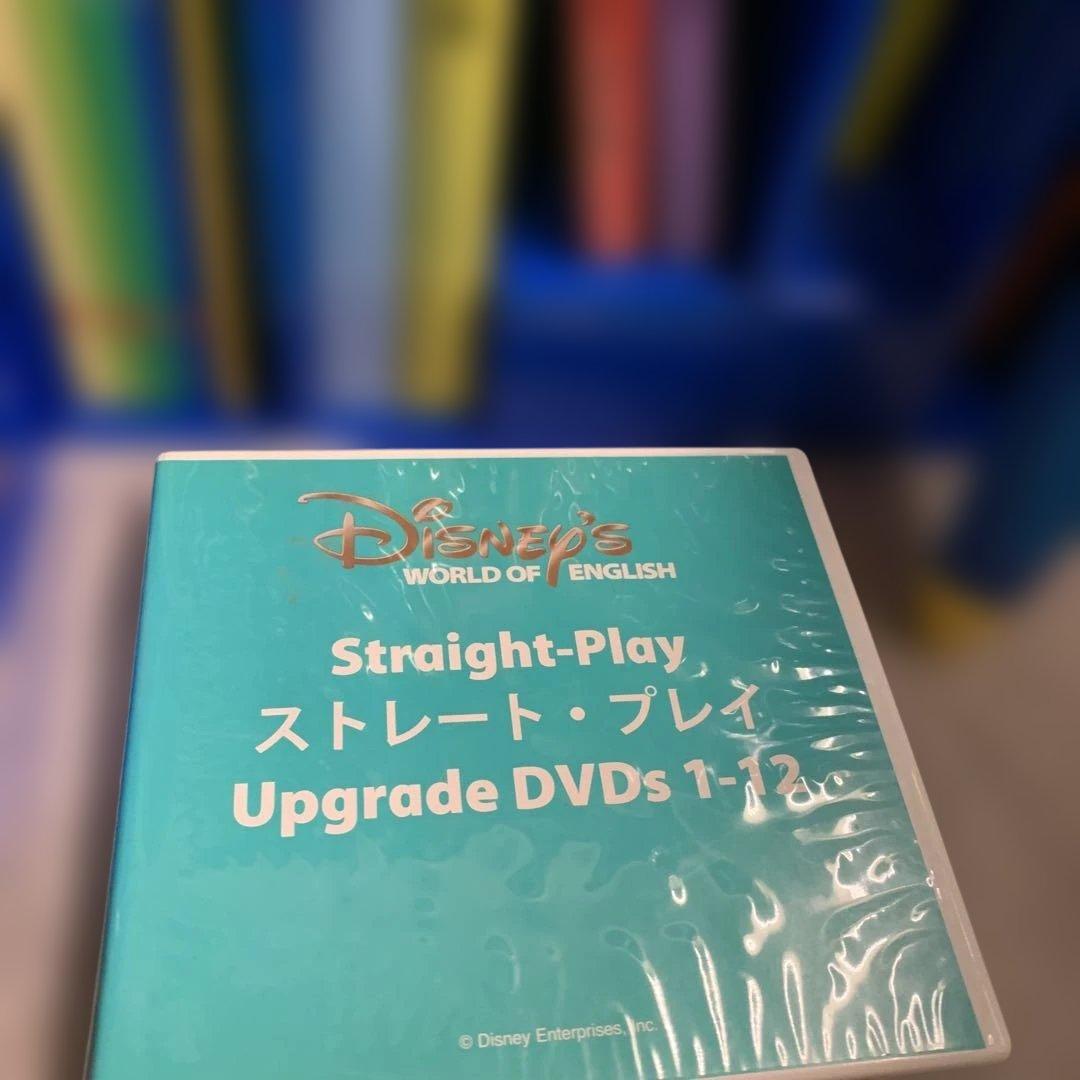 Disney's
WORLD OF ENGLISH
Straight-Play
ストレート・プレイ
Upgrade DVDs 1-12
© Disney Enterprises, Inc.